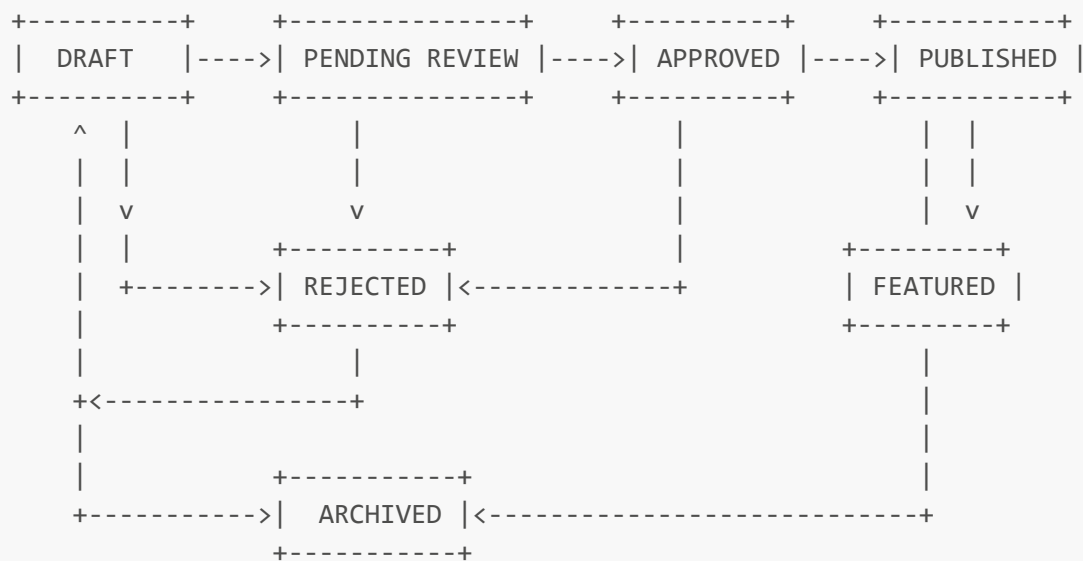 DRAFT PENDING REVIEW APPROVED PUBLISHED
REJECTED FEATURED
ARCHIVED